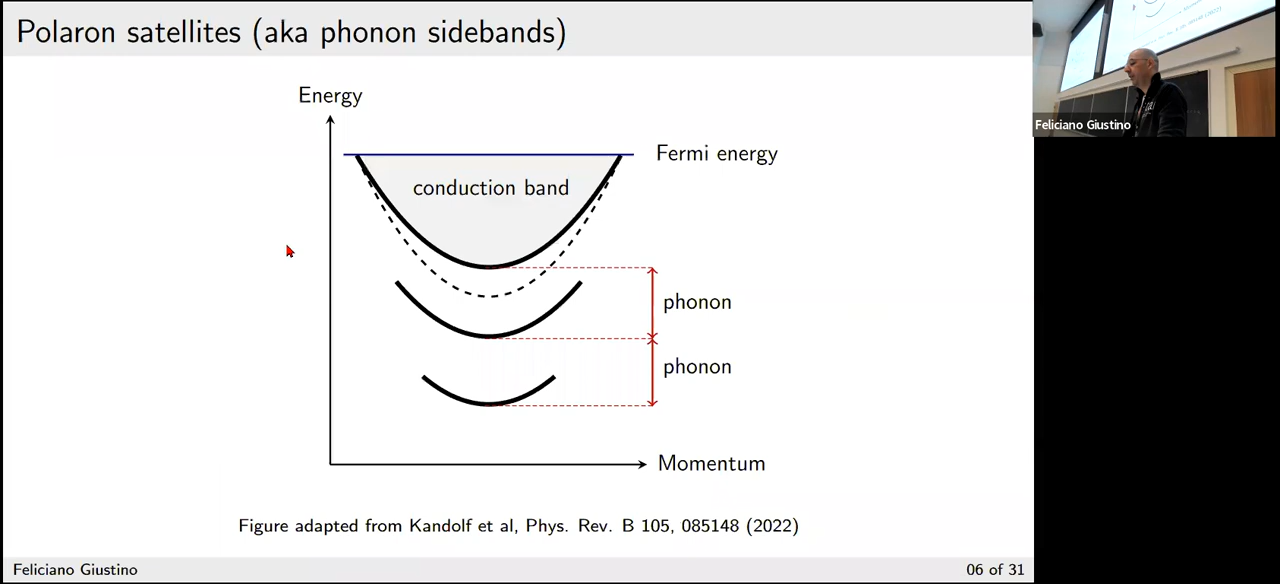 Polaron satellites (aka phonon sidebands)
Energy
Fermi energy
conduction band
phonon
phonon
Momentum
Figure adapted from Kandolf et al, Phys. Rev. B 105, 085148 (2022)
Feliciano Giustino
06 of 31
Feliciano Giustino